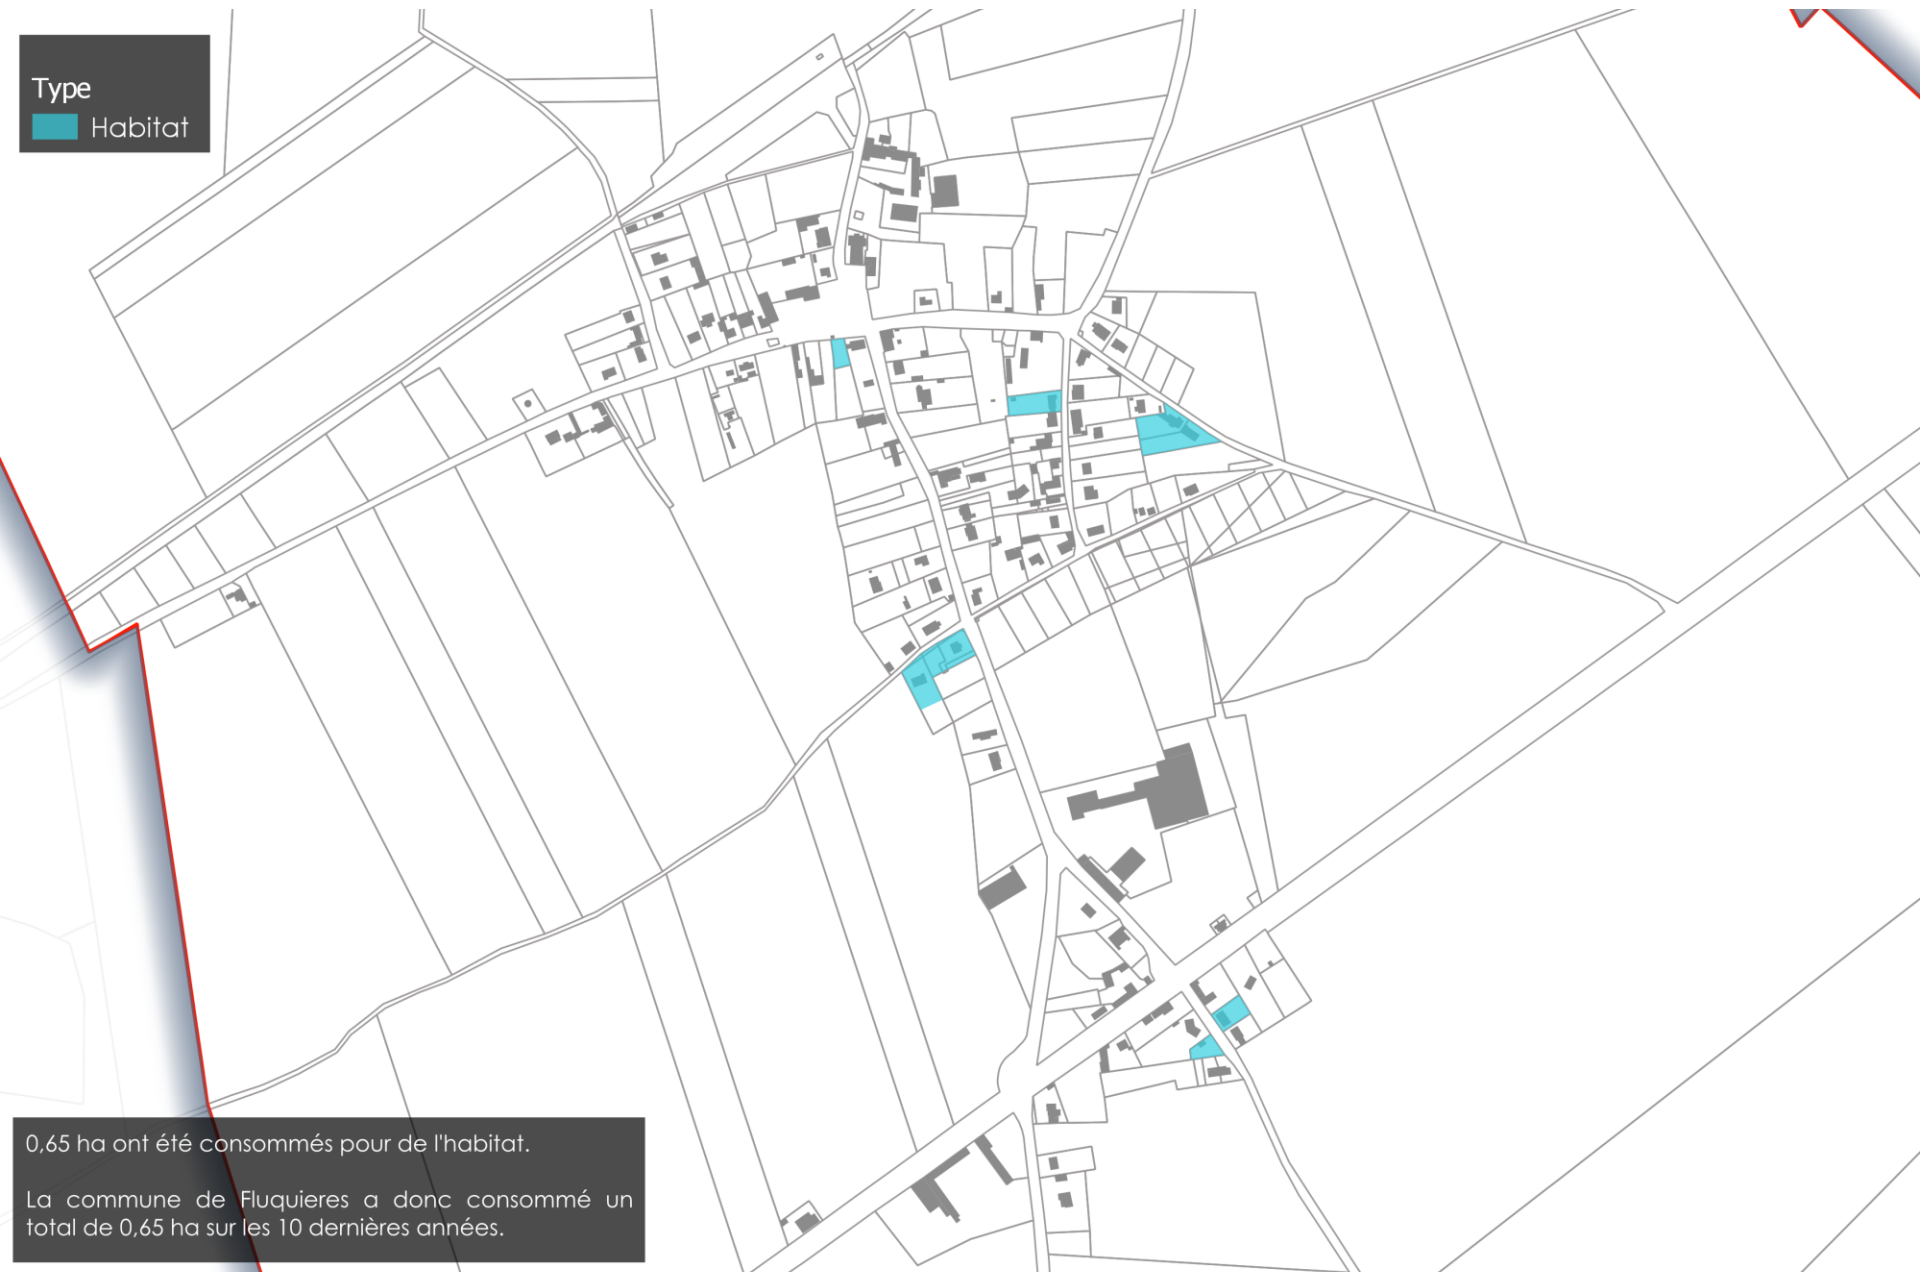 Type
Habitat
0,65 ha ont été consommés pour de l'habitat.
La commune de Fluquieres a donc consommé un
total de 0,65 ha sur les 10 dernières années.